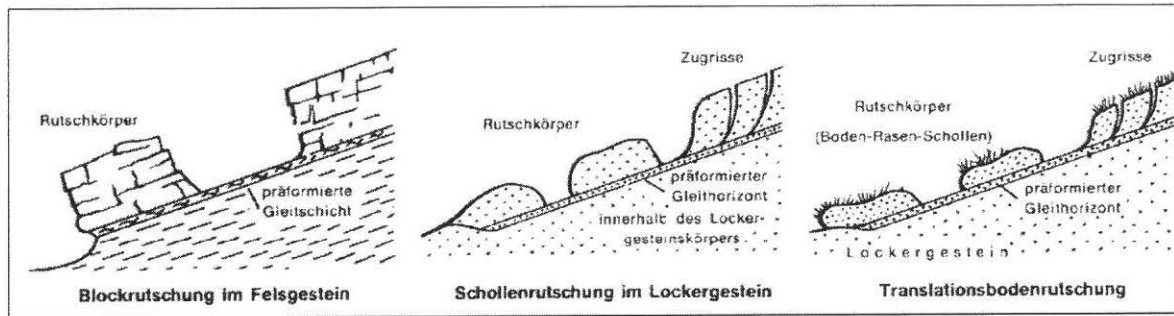 Rutschkörper
präformierte
Gleitschicht
Blockrutschung im Felsgestein
Zugrisse
Rutschkörper
präformierter
Gleithorizont
innerhalb des Locker-
gesteinskörpers
Schollenrutschung im Lockergestein
Zugrisse
Rutschkörper
(Boden-Rasen-Schollen)
präformierter
Gleithorizont
Lockergestein
Translationsbodenrutschung